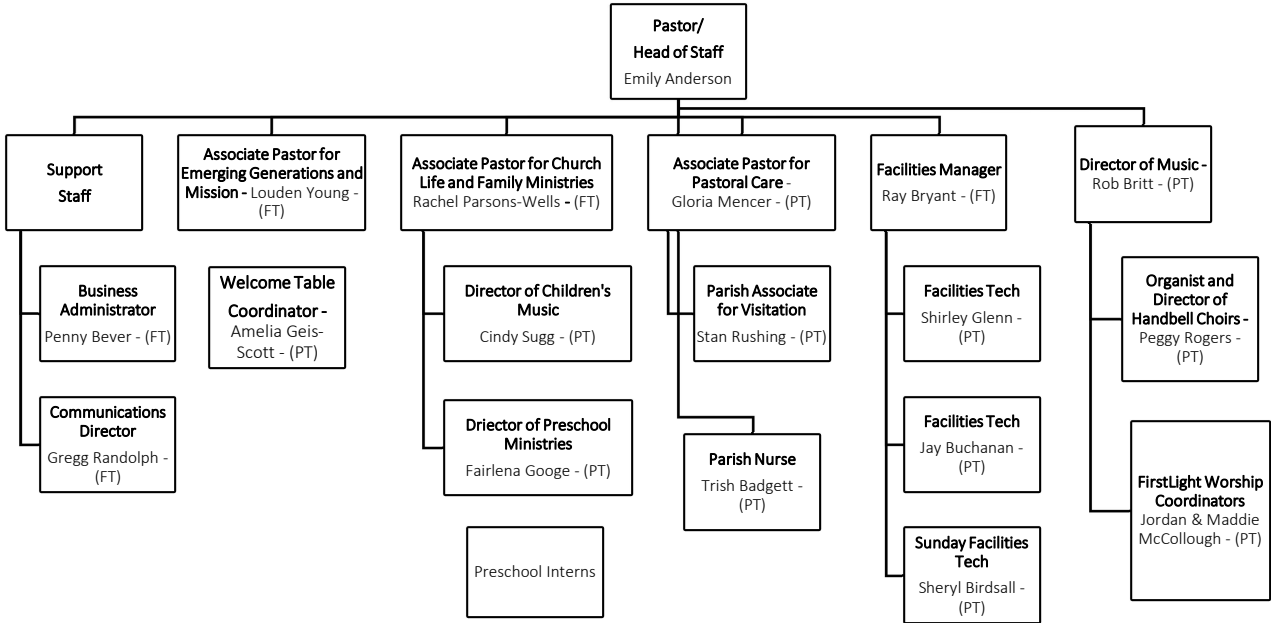 Pastor/
Head of Staff
Emily Anderson
Support
Staff
Associate Pastor for
Emerging Generations and
Mission - Louden Young -
(FT)
Associate Pastor for Church
Life and Family Ministries
Rachel Parsons-Wells - (FT)
Associate Pastor for
Pastoral Care -
Gloria Mencer - (PT)
Facilities Manager
Ray Bryant - (FT)
Director of Music -
Rob Britt - (PT)
Business
Administrator
Penny Bever - (FT)
Welcome Table
Coordinator -
Amelia Geis-
Scott - (PT)
Director of Children's
Music
Cindy Sugg - (PT)
Parish Associate
for Visitation
Stan Rushing - (PT)
Facilities Tech
Shirley Glenn -
(PT)
Organist and
Director of
Handbell Choirs -
Peggy Rogers -
(PT)
Communications
Director
Gregg Randolph -
(FT)
Driector of Preschool
Ministries
Fairlena Googe - (PT)
Parish Nurse
Trish Badgett -
(PT)
Facilities Tech
Jay Buchanan -
(PT)
FirstLight Worship
Coordinators
Jordan & Maddie
McCollough - (PT)
Preschool Interns
Sunday Facilities
Tech
Sheryl Birdsall -
(PT)